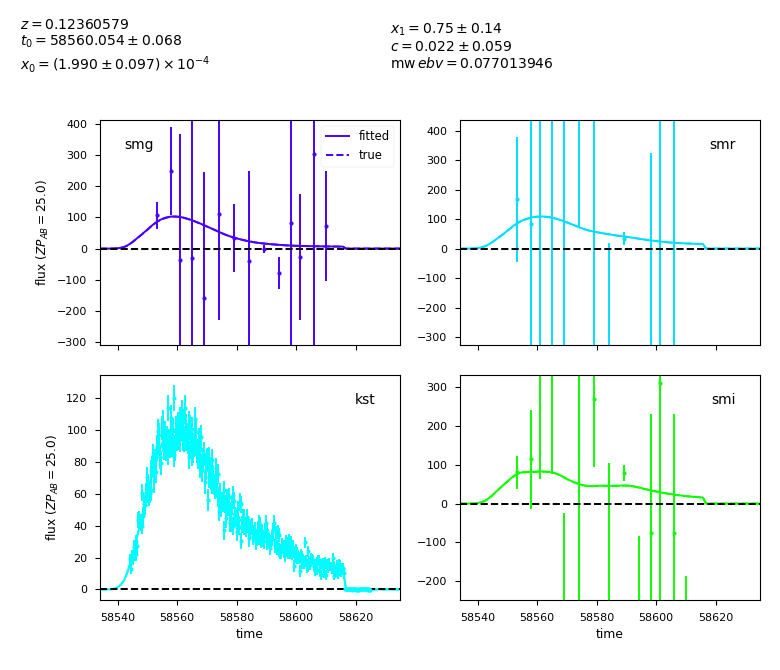 z = 0.12360579
t₀ = 58560.054 ± 0.068
x₀ = (1.990 ± 0.097) × 10⁻⁴
x₁ = 0.75 ± 0.14
c = 0.022 ± 0.059
mw ebv = 0.077013946
smg
fitted
true
400
300
200
100
0
−100
−200
−300
flux (ZP_AB = 25.0)
smr
400
300
200
100
0
−100
−200
−300
kst
120
100
80
60
40
20
0
flux (ZP_AB = 25.0)
58540 58560 58580 58600 58620
time
smi
300
200
100
0
−100
−200
58540 58560 58580 58600 58620
time